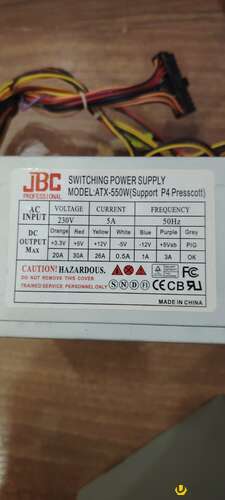 JBC
PROFESSIONAL
SWITCHING POWER SUPPLY
MODEL:ATX-550W(Support P4 Presscott)
AC INPUT VOLTAGE CURRENT FREQUENCY
230V 5A 50Hz
DC OUTPUT MAX Orange Red Yellow White Blue Purple Grey
+3.3V +5V +12V -5V -12V +5Vsb P/G
20A 30A 26A 0.5A 1A 3A OK
CAUTION! HAZARDOUS.
DO NOT REMOVE THIS COVER
TRAINED SERVICE PERSONNEL ONLY
S N D FI CE CB
MADE IN CHINA